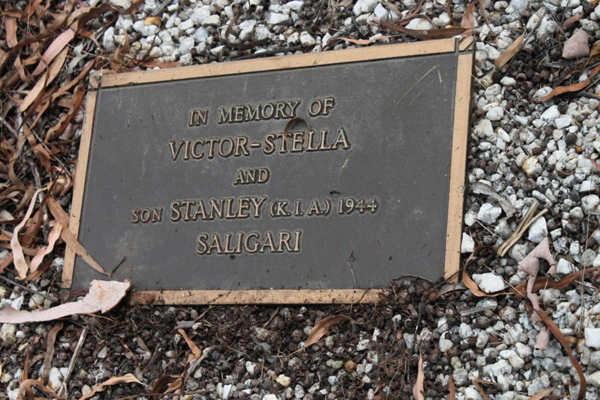 IN MEMORY OF
VICTOR-STELLA
AND
SON STANLEY (K.I.A.) 1944
SALIGARI